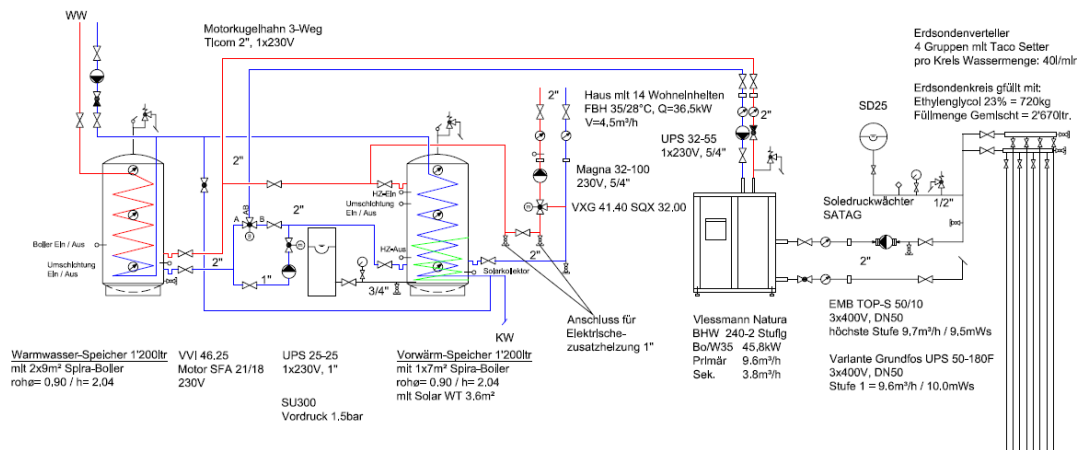 WW
Motorkugelhahn 3-Weg
TIcom 2", 1x230V
Erdsondenverteller
4 Gruppen mIt Taco Setter
pro KreIs Wassermenge: 40l/mIn
Erdsondenkreis gfüllt mit:
Ethylenglycol 23% = 720kg
Füllmenge GemIscht = 2'670ltr.
2"
Haus mIt 14 WohneInheIten
FBH 35/28°C, Q=36,5kW
V=4,5m³/h
2"
SD25
UPS 32-55
1x230V, 5/4"
Magna 32-100
230V, 5/4"
VXG 41.40 SQX 32.00
2"
HZ-EIn
UmschIchtung
EIn / Aus
Soledruckwächter
SATAG
1/2"
AB
A
B
2"
BoIler EIn / Aus
UmschIchtung
EIn / Aus
2"
1"
HZ-Aus
Solarkollektor
2"
2"
3/4"
KW
Anschluss für
ElektrIsche-
zusatzheIzung 1"
VIessmann Natura
BHW 240-2 StufIg
Bo/W35 45,8kW
PrImär 9.6m³/h
Sek. 3.8m³/h
EMB TOP-S 50/10
3x400V, DN50
höchste Stufe 9,7m³/h / 9,5mWs
Variante Grundfos UPS 50-180F
3x400V, DN50
Stufe 1 = 9.6m³/h / 10.0mWs
Warmwasser-Speicher 1'200ltr
mIt 2x9m² Spira-Boiler
rohø= 0,90 / h= 2,04
VVI 46.25
Motor SFA 21/18
230V
UPS 25-25
1x230V, 1"
SU300
Vordruck 1.5bar
Vorwärm-Speicher 1'200ltr
mit 1x7m² Spira-Boiler
rohø= 0,90 / h= 2,04
mIt Solar WT 3.6m²